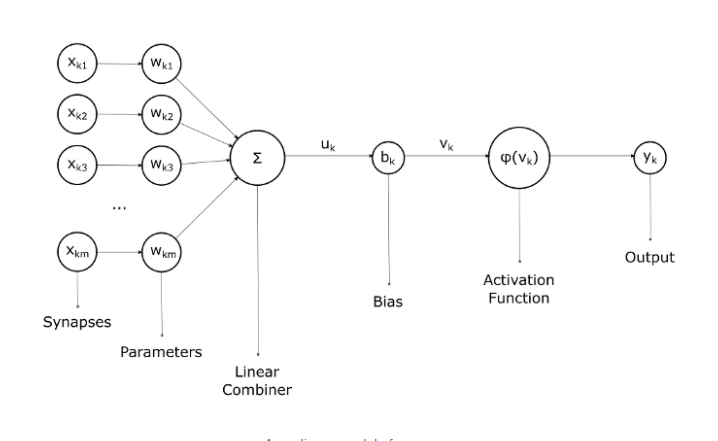 xk1 wk1
xk2 wk2
xk3 wk3
...
xkm wkm
Σ
uk
bk
vk
φ(vk)
yk
Synapses
Parameters
Linear
Combiner
Bias
Activation
Function
Output